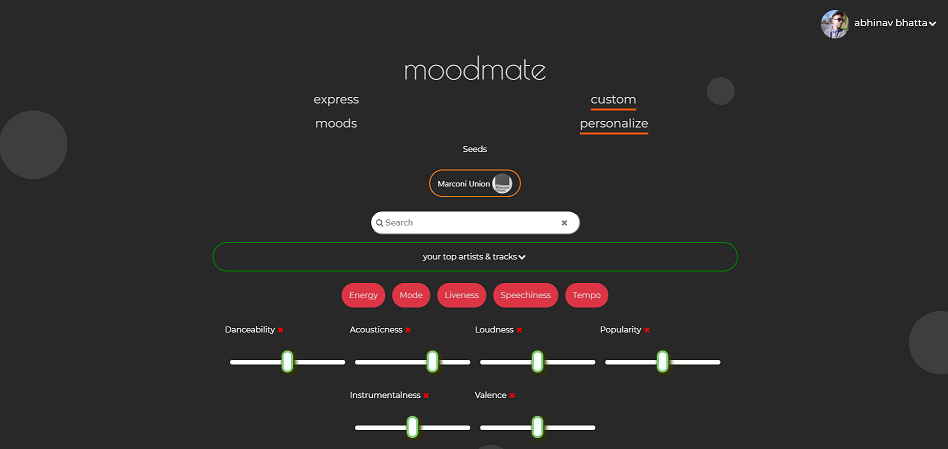 abhinav bhatta
moodmate
express custom
moods personalize
Seeds
Marconi Union
Search
your top artists & tracks
Energy Mode Liveness Speechiness Tempo
Danceability Acousticness Loudness Popularity
Instrumentalness Valence